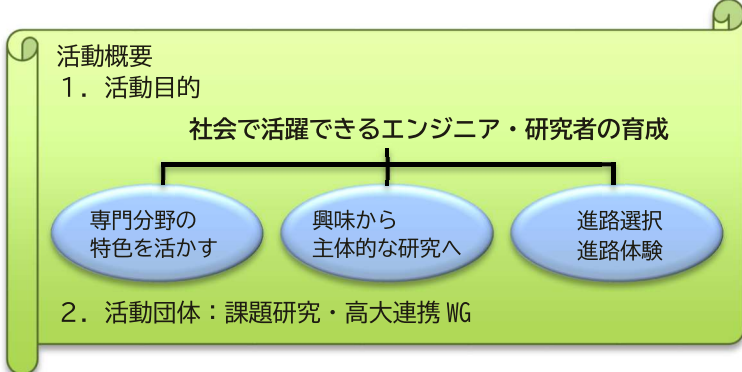 活動概要
１．活動目的
社会で活躍できるエンジニア・研究者の育成
専門分野の
特色を活かす
興味から
主体的な研究へ
進路選択
進路体験
２．活動団体：課題研究・高大連携 WG